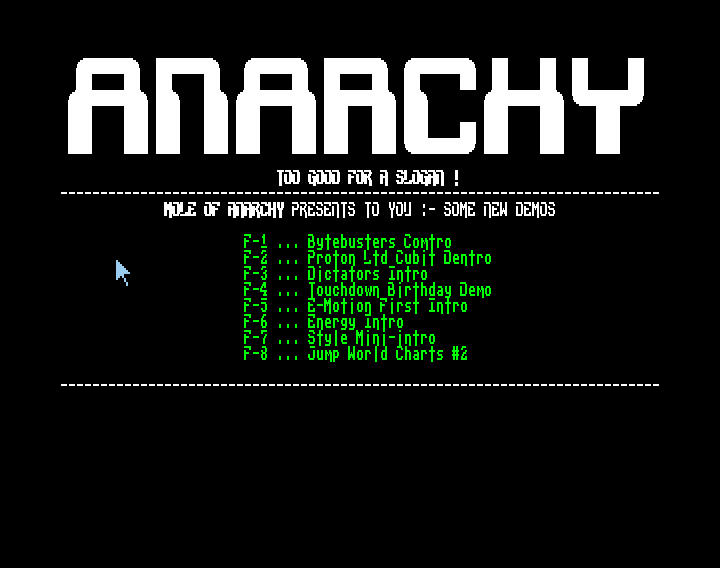 ANARCHY
TOO GOOD FOR A SLOGAN !
MOLE OF ANARCHY PRESENTS TO YOU :- SOME NEW DEMOS
F-1 ... Bytebusters Comtro
F-2 ... Proton Ltd Cubit Dentro
F-3 ... Dictators Intro
F-4 ... Touchdown Birthday Demo
F-5 ... E-Motion First Intro
F-6 ... Energy Intro
F-7 ... Style Mini-intro
F-8 ... Jump World Charts #2